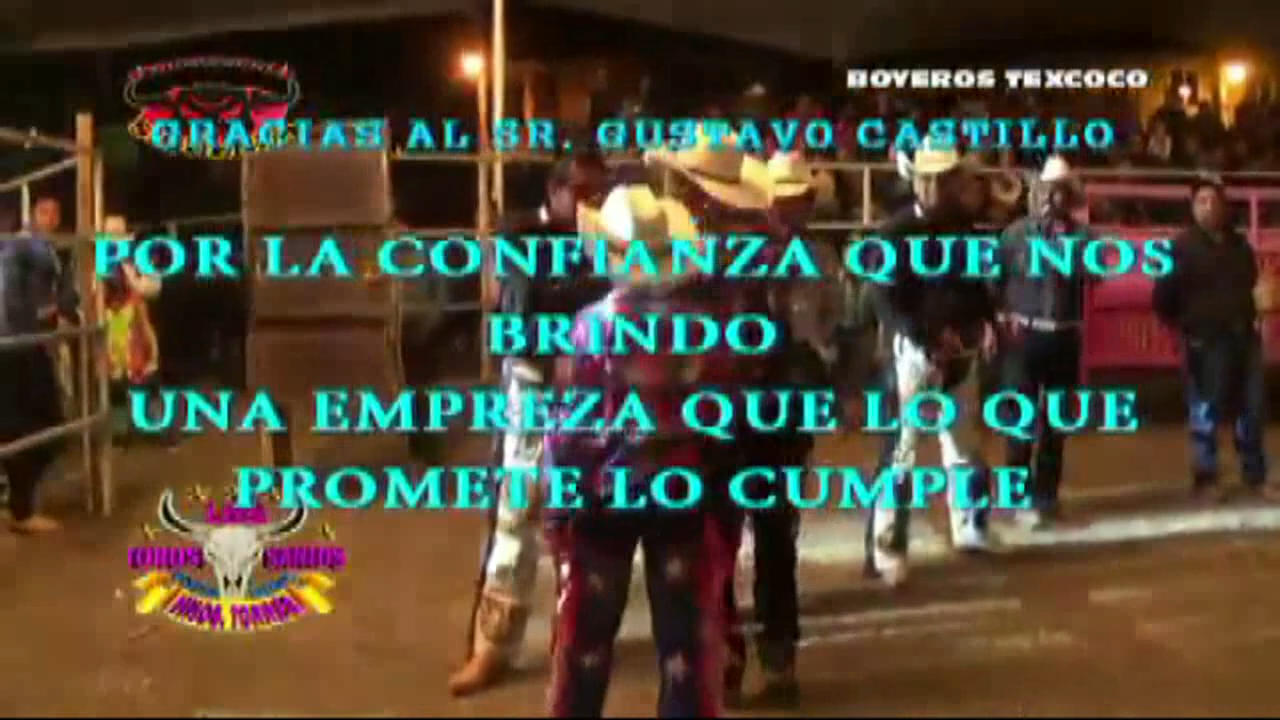 BOYEROS TEXCOCO
GRACIAS AL SR. GUSTAVO CASTILLO
POR LA CONFIANZA QUE NOS
BRINDO
UNA EMPREZA QUE LO QUE
PROMETE LO CUMPLE
TOROS